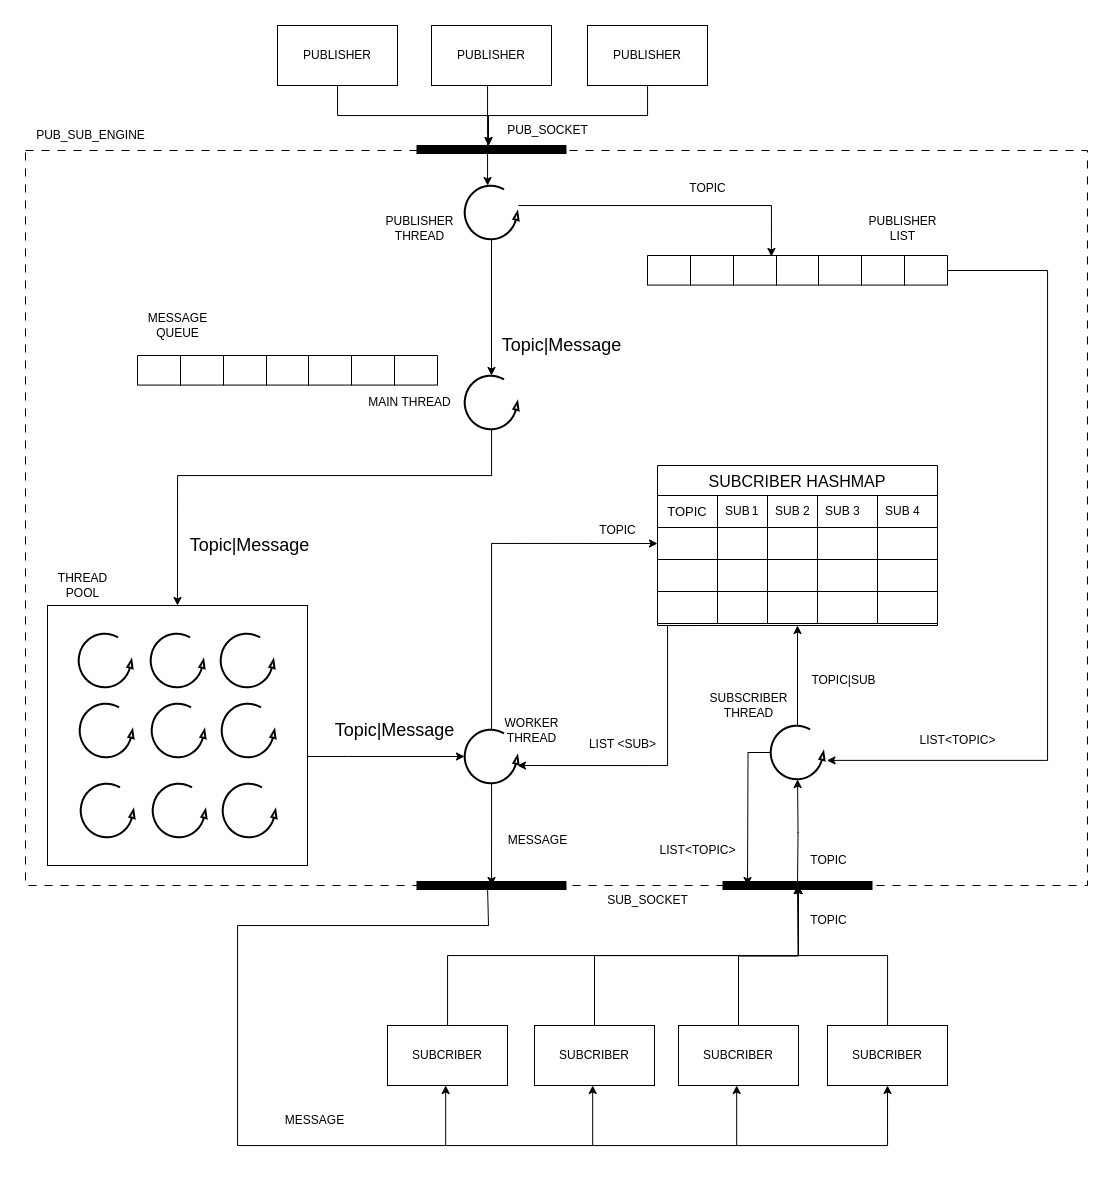 PUBLISHER
PUBLISHER
PUBLISHER
PUB_SOCKET
PUB_SUB_ENGINE
TOPIC
PUBLISHER
THREAD
PUBLISHER
LIST
MESSAGE
QUEUE
Topic|Message
MAIN THREAD
SUBCRIBER HASHMAP
TOPIC SUB 1 SUB 2 SUB 3 SUB 4
TOPIC
Topic|Message
THREAD
POOL
TOPIC|SUB
SUBSCRIBER
THREAD
Topic|Message
WORKER
THREAD
LIST <SUB>
LIST<TOPIC>
MESSAGE
LIST<TOPIC>
TOPIC
SUB_SOCKET
TOPIC
SUBCRIBER
SUBCRIBER
SUBCRIBER
SUBCRIBER
MESSAGE